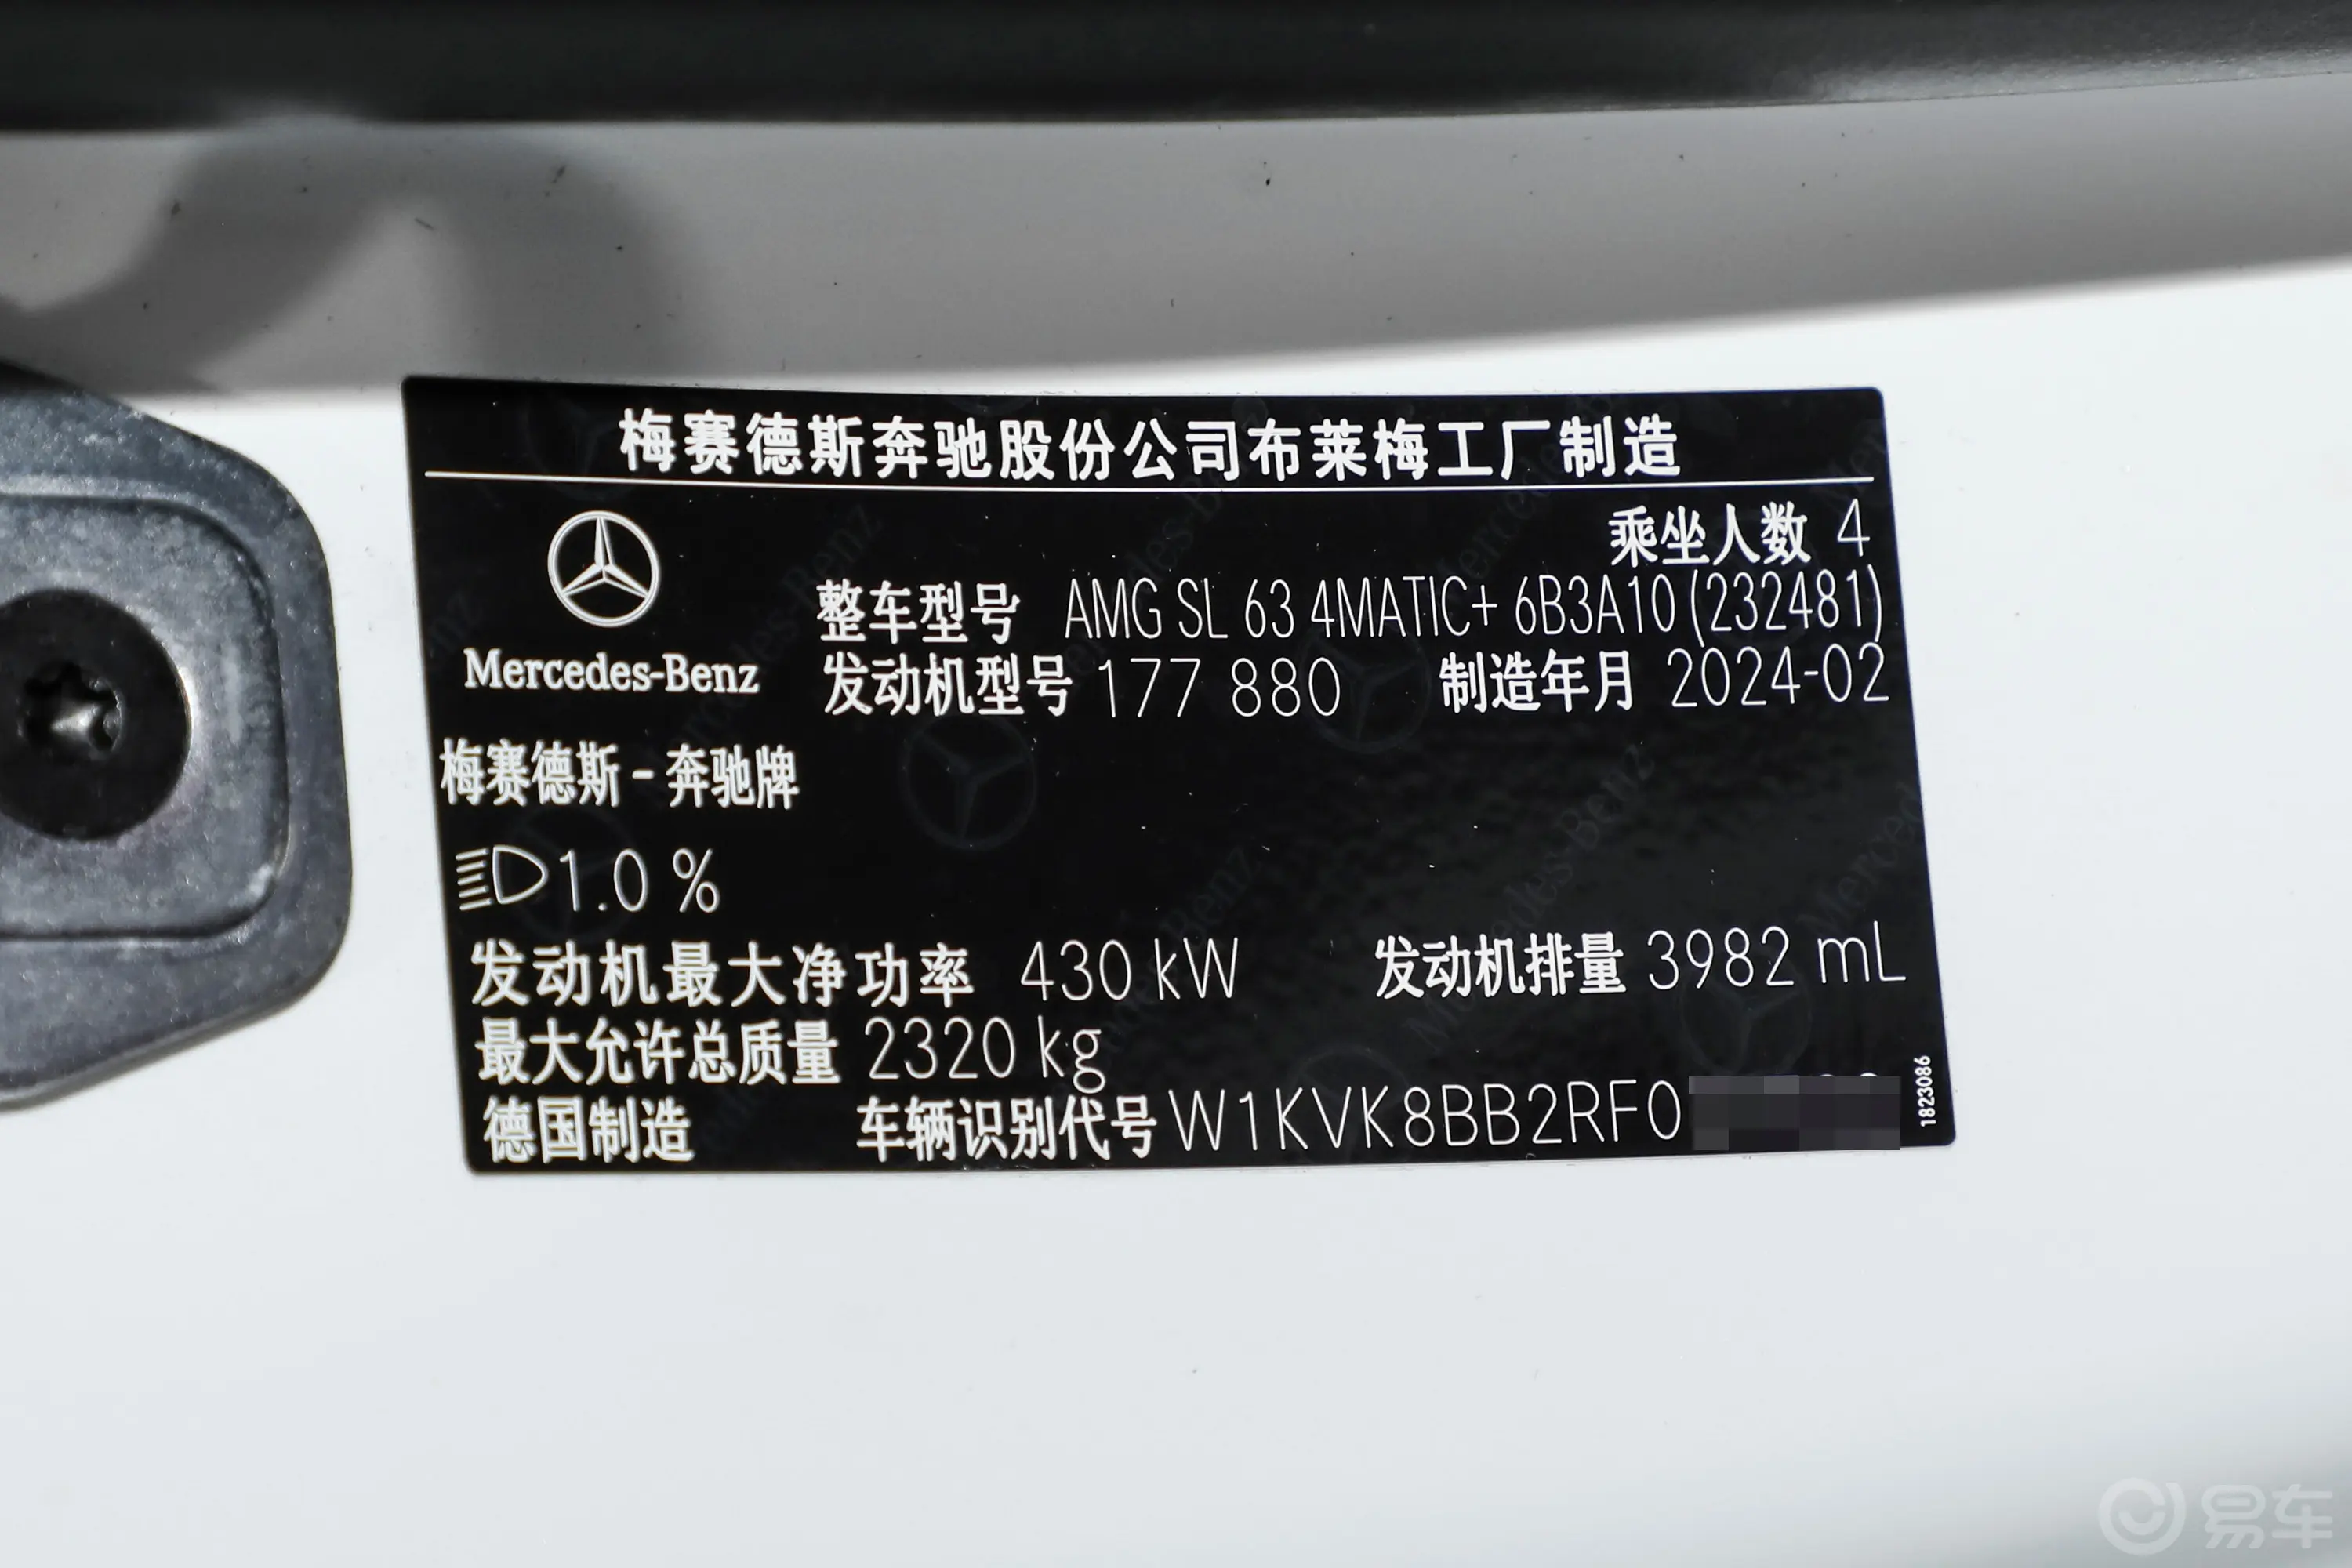 梅赛德斯奔驰股份公司布莱梅工厂制造
乘坐人数 4
Mercedes-Benz
整车型号 AMG SL 63 4MATIC+ 6B3A10 (232481)
发动机型号 177 880 制造年月 2024-02
梅赛德斯-奔驰牌
1.0 %
发动机最大净功率 430 kW 发动机排量 3982 mL
最大允许总质量 2320 kg
德国制造 车辆识别代号 W1KVK8BB2RF0
1823086
易车